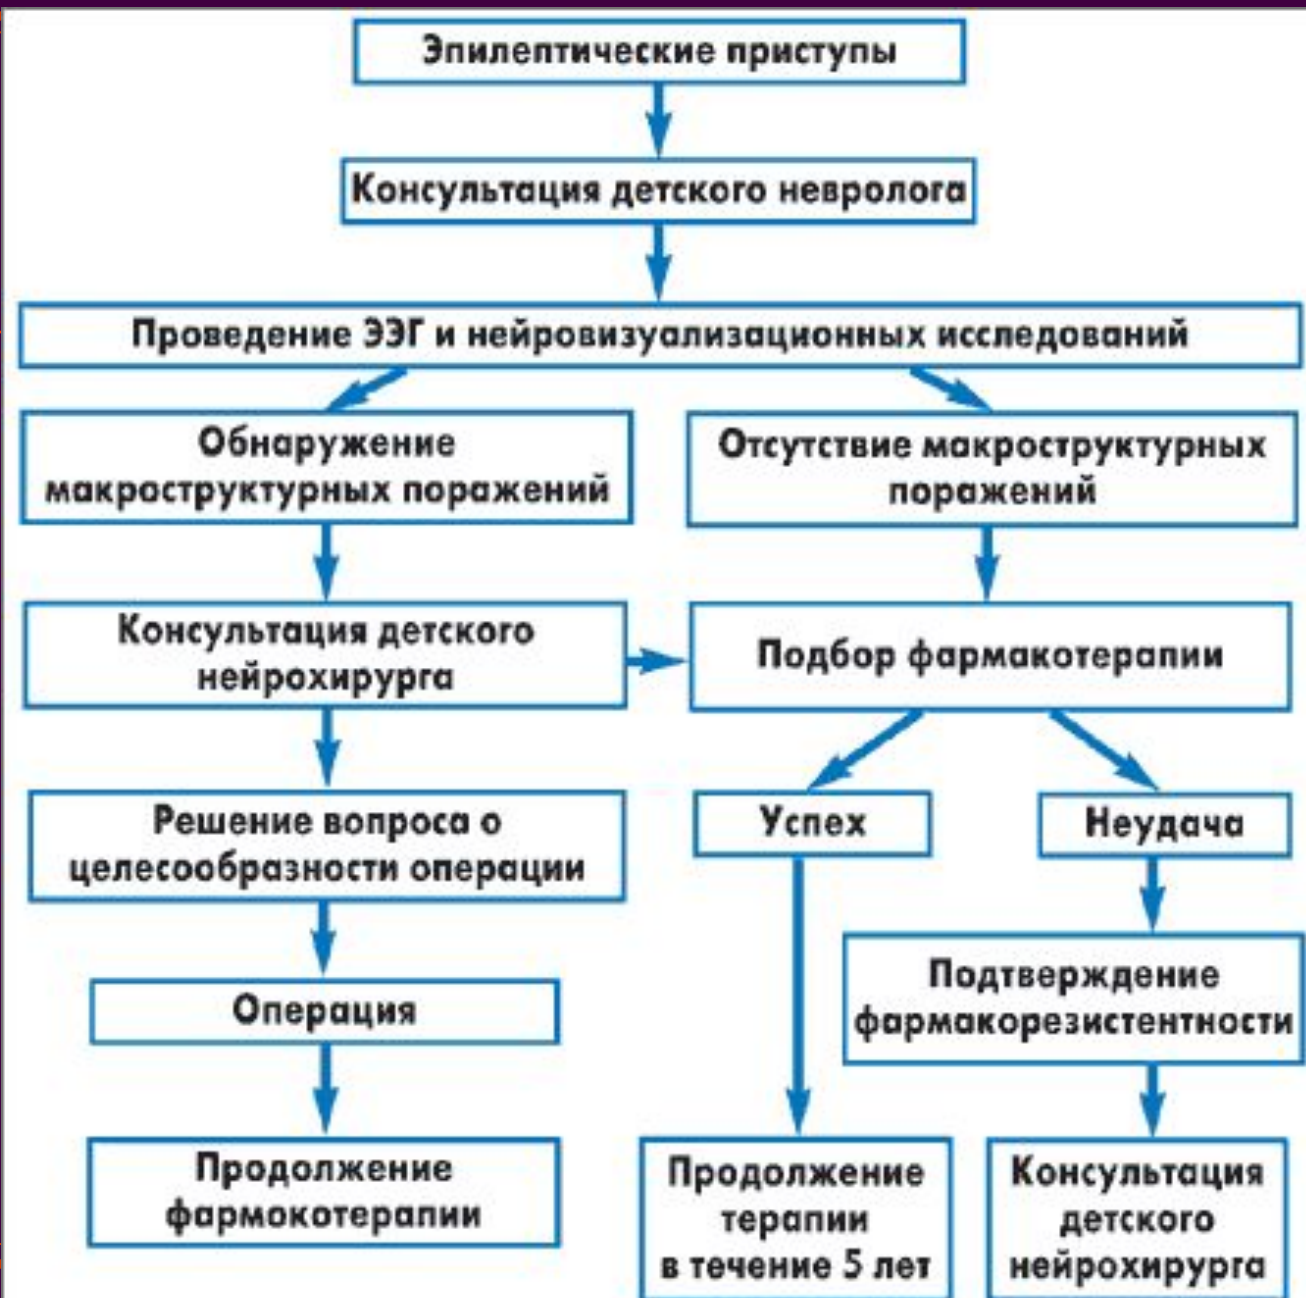 Эпилептические приступы
Консультация детского невролога
Проведение ЭЭГ и нейровизуализационных исследований
Обнаружение
макроструктурных поражений
Отсутствие макроструктурных
поражений
Консультация детского
нейрохирурга
Подбор фармакотерапии
Решение вопроса о
целесообразности операции
Успех
Неудача
Операция
Подтверждение
фармакорезистентности
Продолжение
фармокотерапии
Продолжение
терапии
в течение 5 лет
Консультация
детского
нейрохирурга